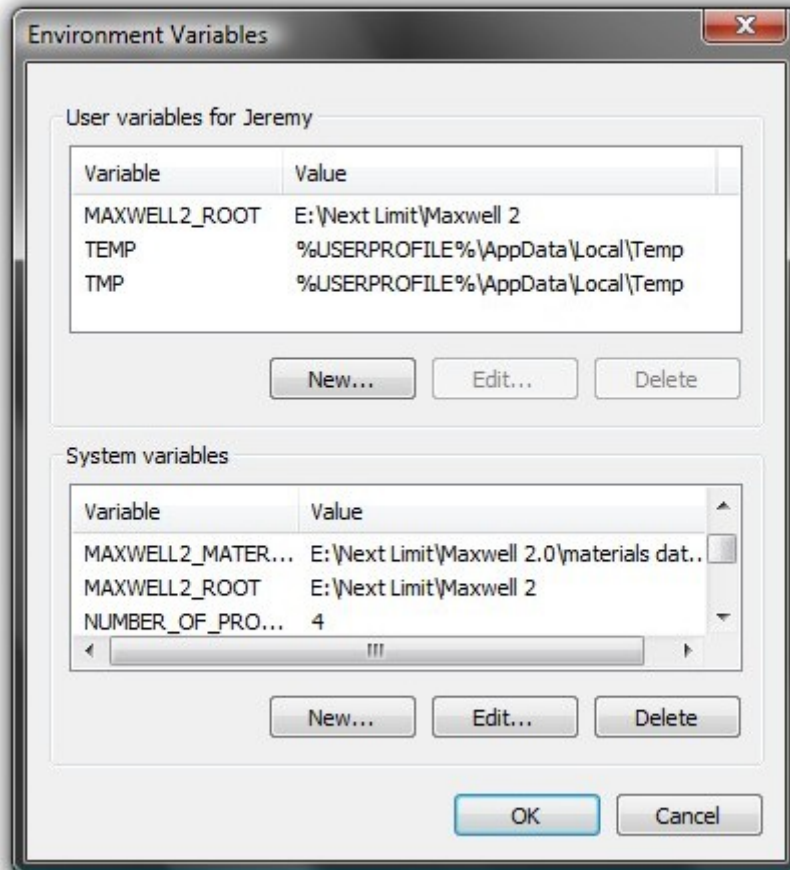 Environment Variables
User variables for Jeremy
Variable Value
MAXWELL2_ROOT E:\Next Limit\Maxwell 2
TEMP %USERPROFILE%\AppData\Local\Temp
TMP %USERPROFILE%\AppData\Local\Temp
New... Edit... Delete
System variables
Variable Value
MAXWELL2_MATER... E:\Next Limit\Maxwell 2.0\materials dat..
MAXWELL2_ROOT E:\Next Limit\Maxwell 2
NUMBER_OF_PRO... 4
New... Edit... Delete
OK Cancel